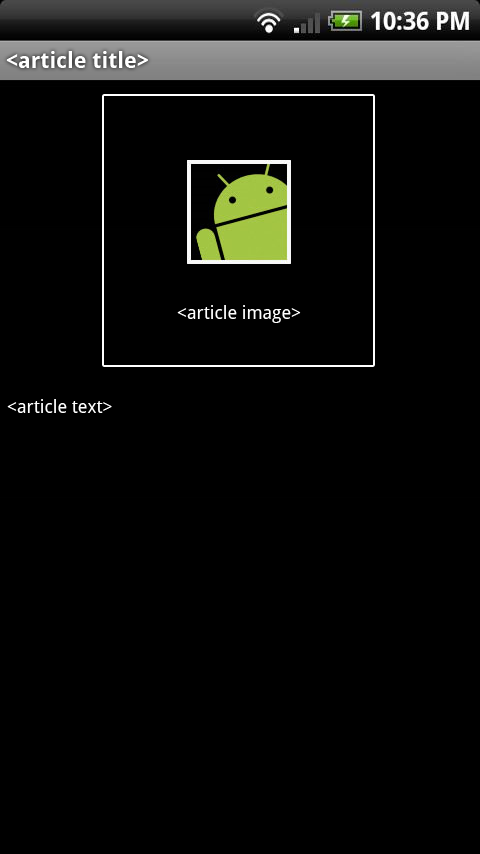 10:36 PM
<article title>
<article image>
<article text>